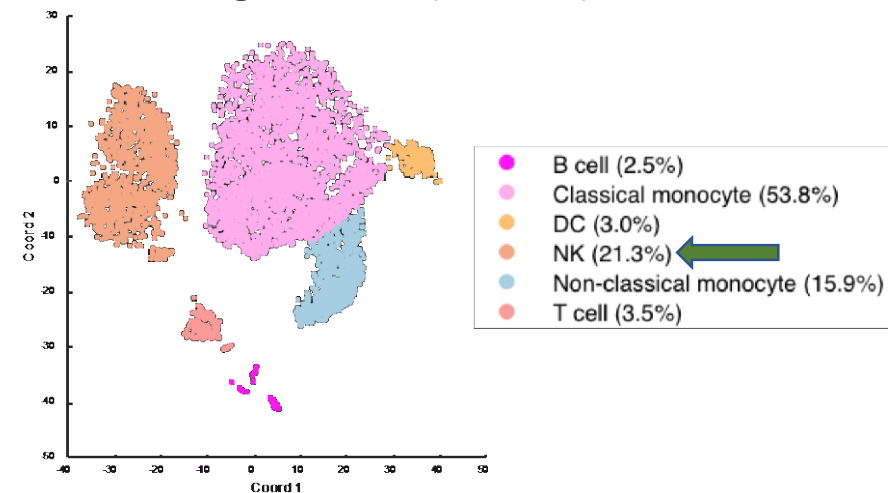 30
20
10
0
-10
-20
-30
-40
-50
-40 -30 -20 -10 0 10 20 30 40 50
Coord 2
Coord 1
B cell (2.5%)
Classical monocyte (53.8%)
DC (3.0%)
NK (21.3%)
Non-classical monocyte (15.9%)
T cell (3.5%)